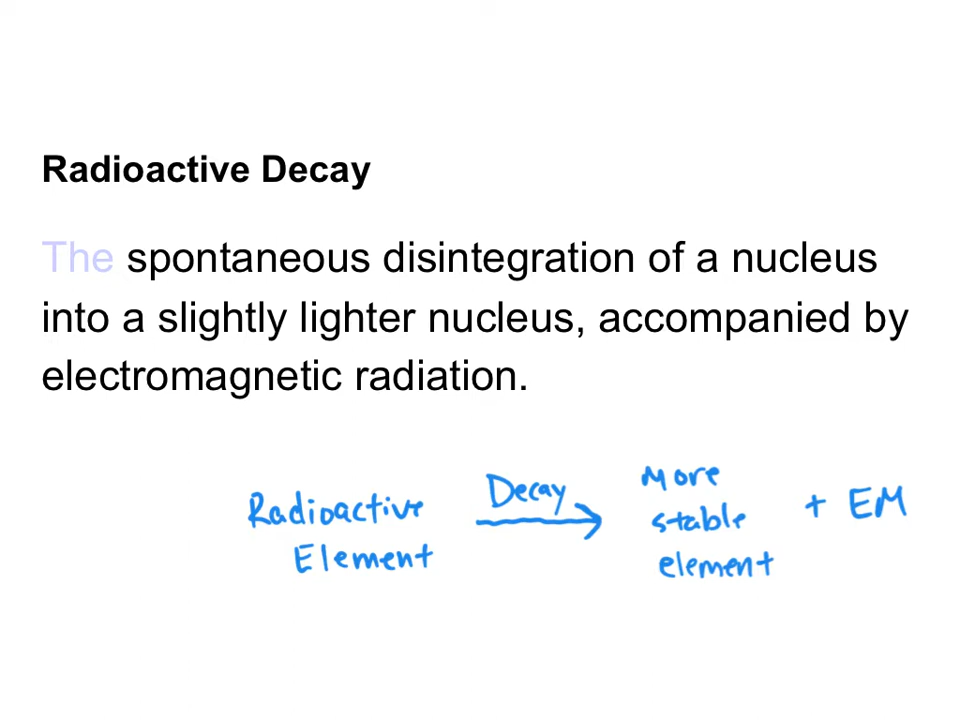 Radioactive Decay
The spontaneous disintegration of a nucleus
into a slightly lighter nucleus, accompanied by
electromagnetic radiation.
Radioactive
Element
Decay
More
stable
element
+ EM